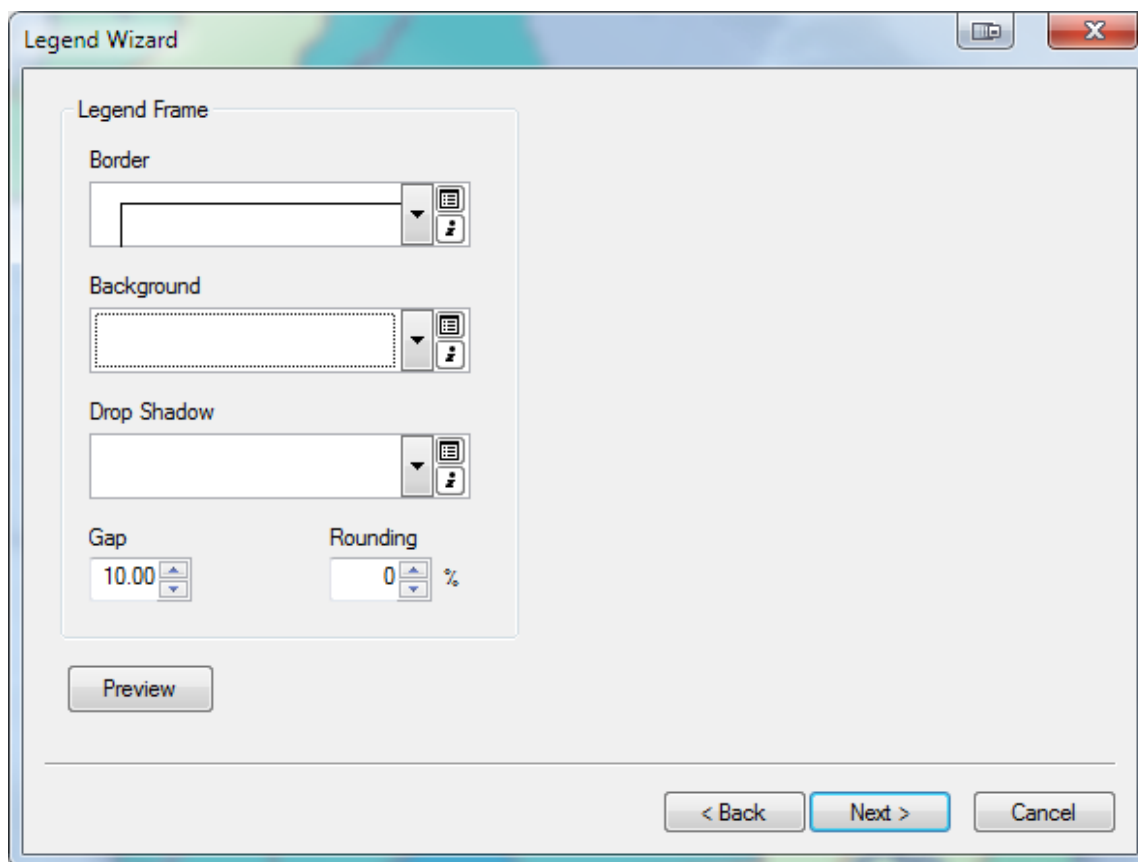 Legend Wizard
Legend Frame
Border
Background
Drop Shadow
Gap Rounding
10.00 0 %
Preview
< Back Next > Cancel